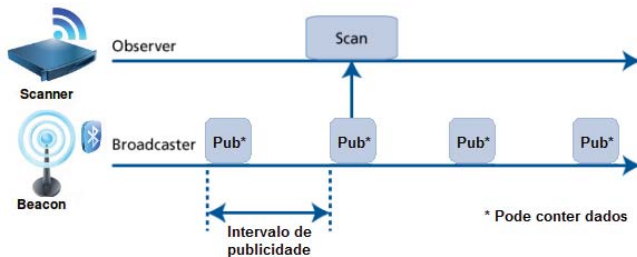 Observer
Scan
Scanner
Broadcaster
Pub*
Pub*
Pub*
Pub*
Beacon
Intervalo de
publicidade
* Pode conter dados